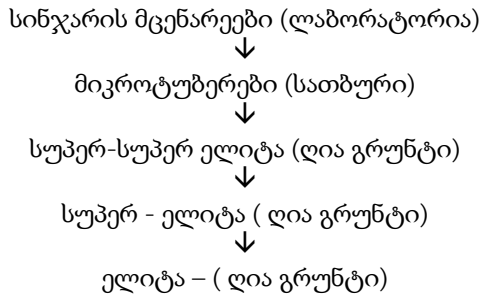 სინჯარის მცენარეები (ლაბორატორია)
↓
მიკროტუბერები (სათბური)
↓
სუპერ-სუპერ ელიტა (ღია გრუნტი)
↓
სუპერ - ელიტა ( ღია გრუნტი)
↓
ელიტა – ( ღია გრუნტი)